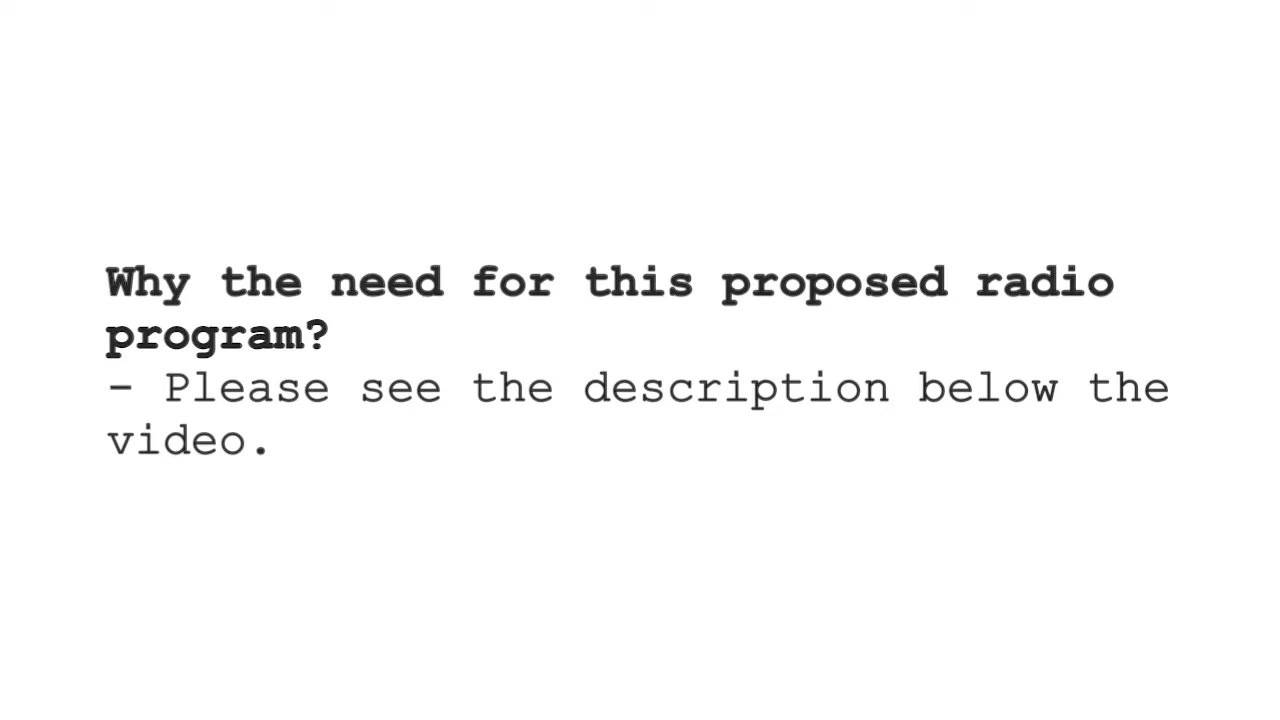 Why the need for this proposed radio
program?
- Please see the description below the
video.